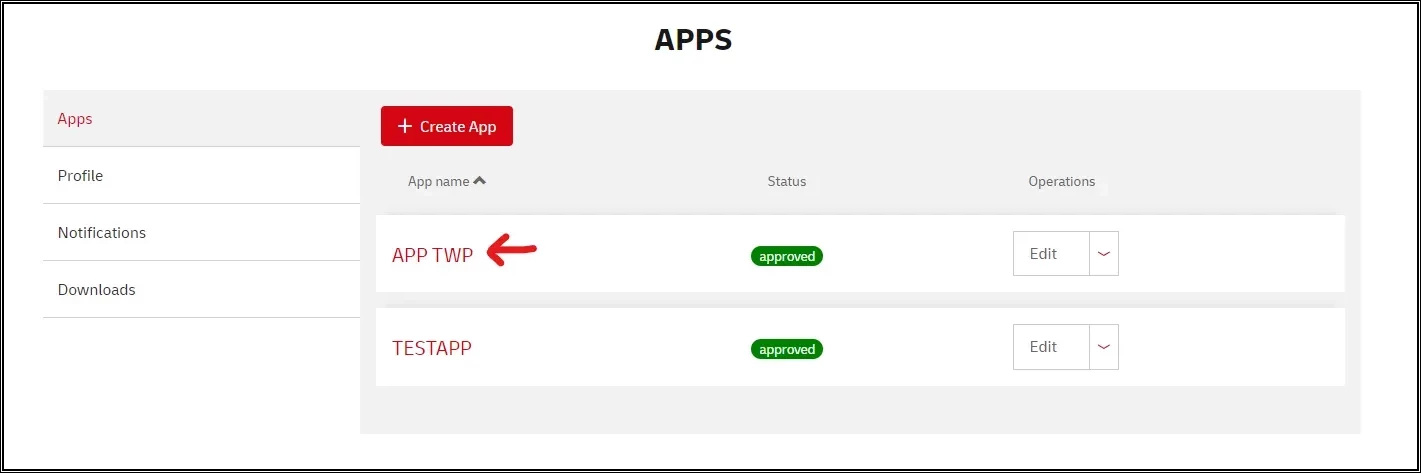 APPS
Apps
Profile
Notifications
Downloads
+ Create App
App name Status Operations
APP TWP approved Edit
TESTAPP approved Edit